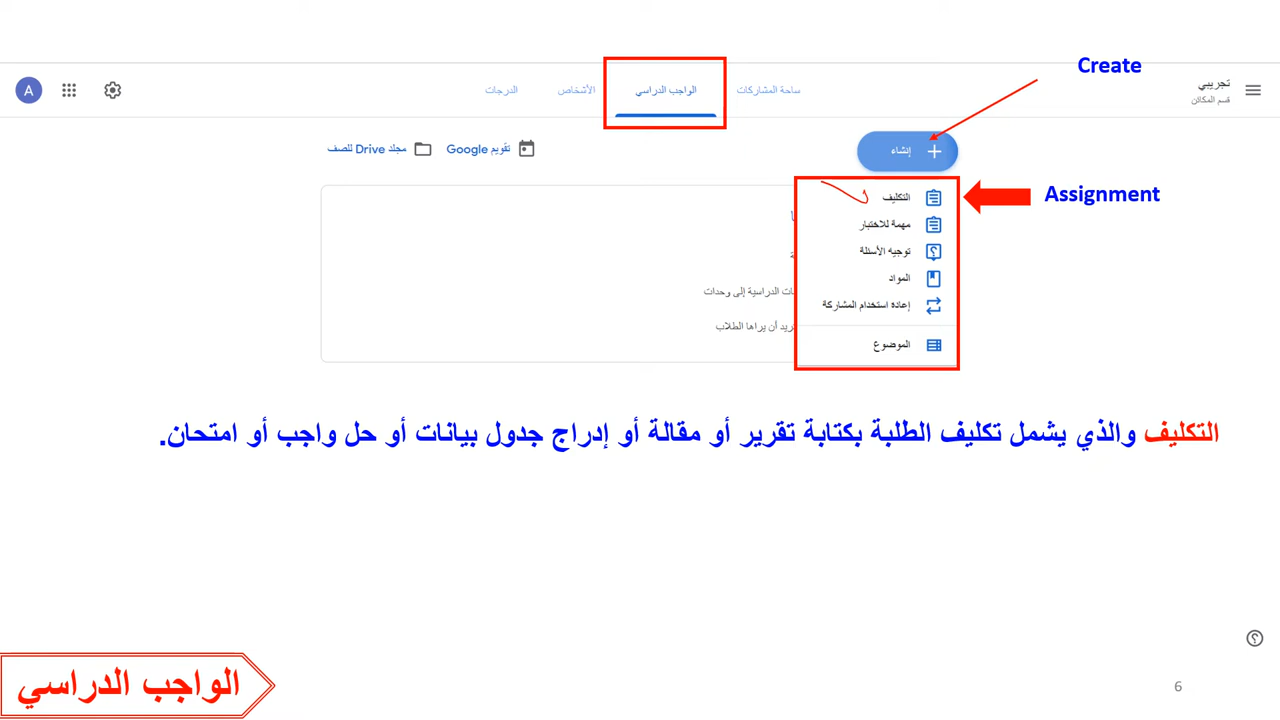 Create
تجريبي
قسم المكائن
ساحة المشاركات
الواجب الدراسي
الأشخاص
الدرجات
A
إنشاء
تقويم Google
مجلد Drive للصف
Assignment
التكليف
مهمة للاختبار
توجيه الأسئلة
المواد
إعادة استخدام المشاركة
الموضوع
ات الدراسية إلى وحدات
ريد أن يراها الطلاب
التكليف والذي يشمل تكليف الطلبة بكتابة تقرير أو مقالة أو إدراج جدول بيانات أو حل واجب أو امتحان.
الواجب الدراسي
6